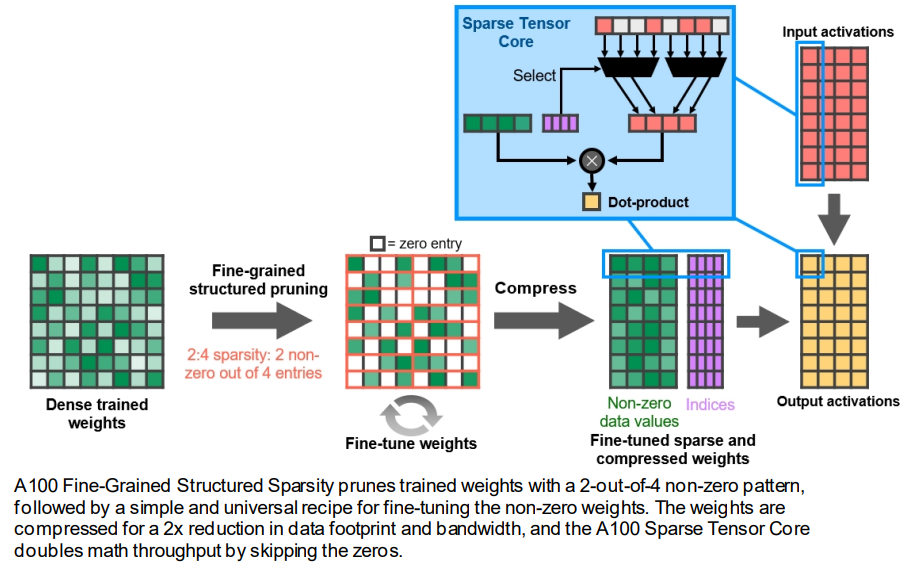 Sparse Tensor
Core
Input activations
Select
Dot-product
= zero entry
Fine-grained
structured pruning
Compress
2:4 sparsity: 2 non-
zero out of 4 entries
Dense trained
weights
Fine-tune weights
Non-zero
data values
Indices
Fine-tuned sparse and
compressed weights
Output activations
A100 Fine-Grained Structured Sparsity prunes trained weights with a 2-out-of-4 non-zero pattern,
followed by a simple and universal recipe for fine-tuning the non-zero weights. The weights are
compressed for a 2x reduction in data footprint and bandwidth, and the A100 Sparse Tensor Core
doubles math throughput by skipping the zeros.